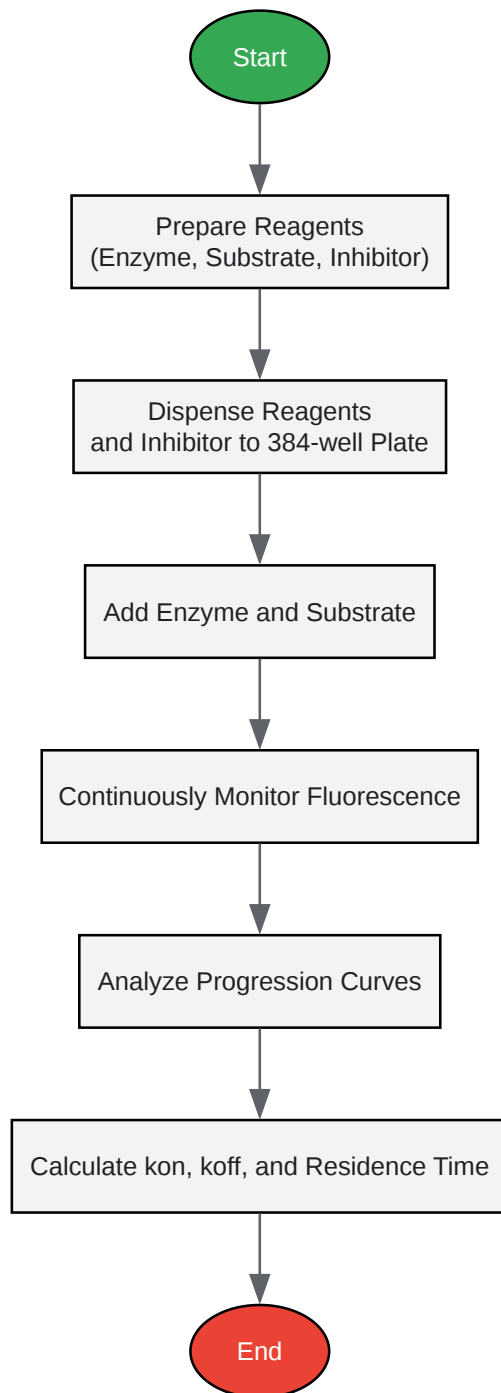 Start
Prepare Reagents
(Enzyme, Substrate, Inhibitor)
Dispense Reagents
and Inhibitor to 384-well Plate
Add Enzyme and Substrate
Continuously Monitor Fluorescence
Analyze Progression Curves
Calculate kon, koff, and Residence Time
End